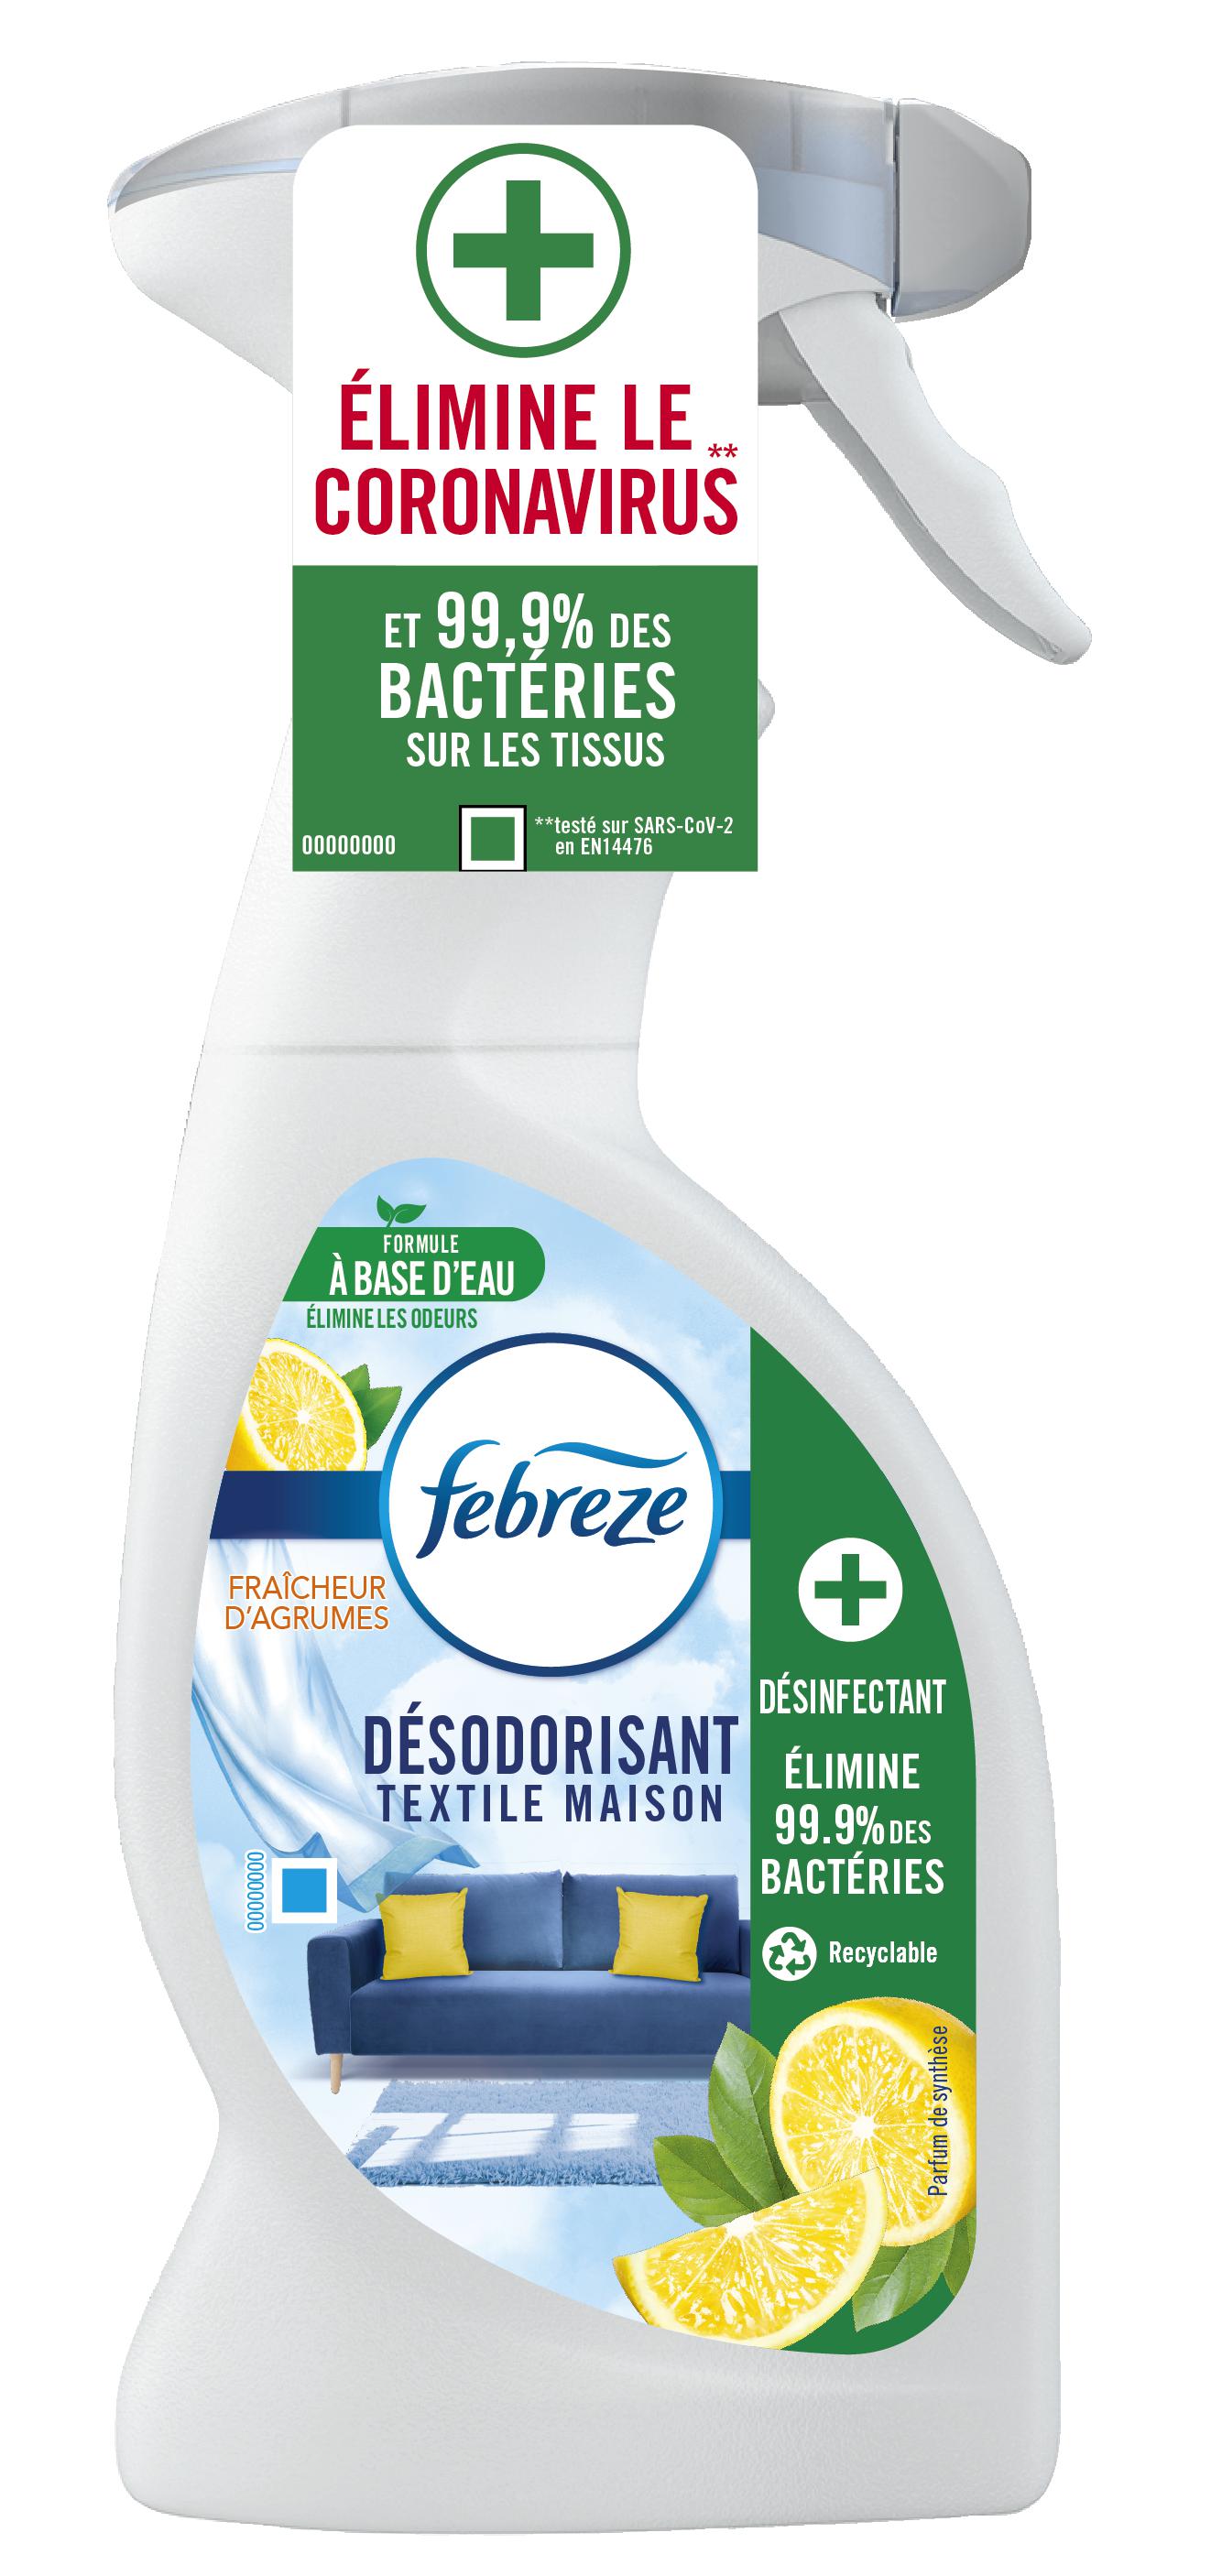 ÉLIMINE LE
CORONAVIRUS**
ET 99,9% DES
BACTÉRIES
SUR LES TISSUS
00000000
**testé sur SARS-CoV-2
en EN14476
FORMULE
À BASE D'EAU
ÉLIMINE LES ODEURS
febreze
FRAÎCHEUR
D'AGRUMES
DÉSODORISANT
TEXTILE MAISON
00000000
DÉSINFECTANT
ÉLIMINE
99.9% DES
BACTÉRIES
Recyclable
Parfum de synthèse